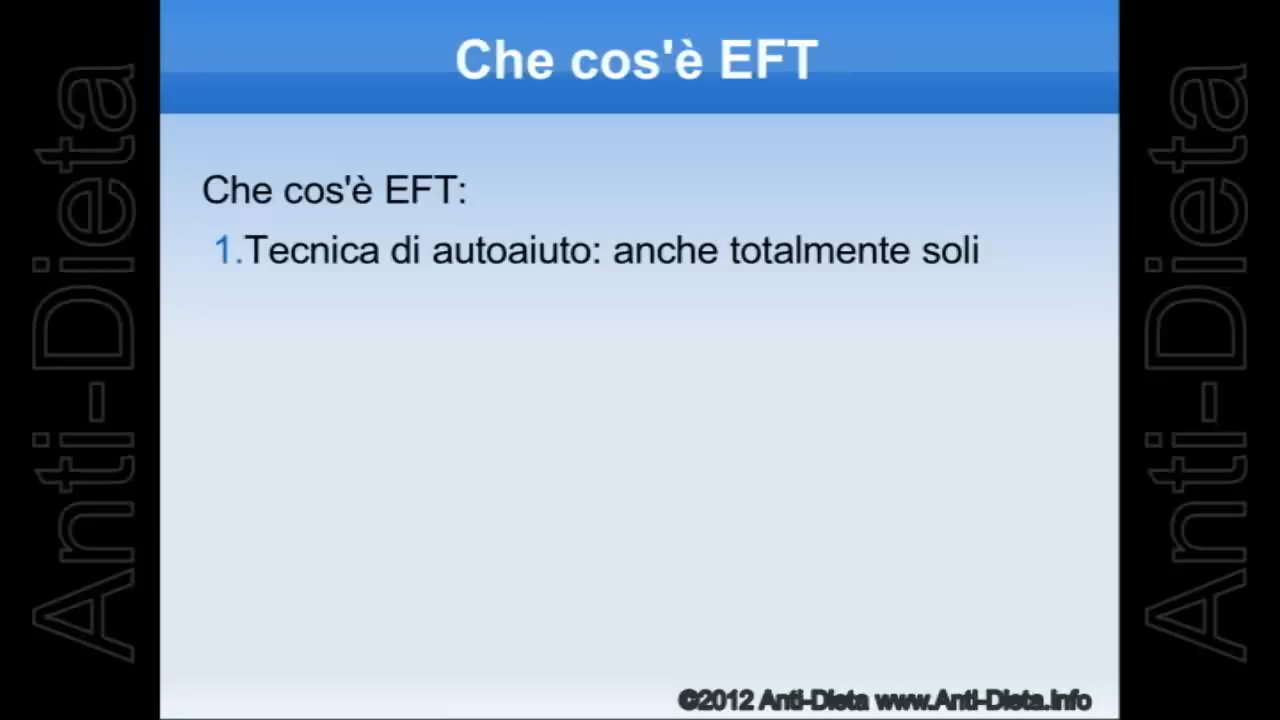 Che cos'è EFT
Che cos'è EFT:
1.Tecnica di autoaiuto: anche totalmente soli
©2012 Anti-Dieta www.Anti-Dieta.info
Anti-Dieta
Anti-Dieta